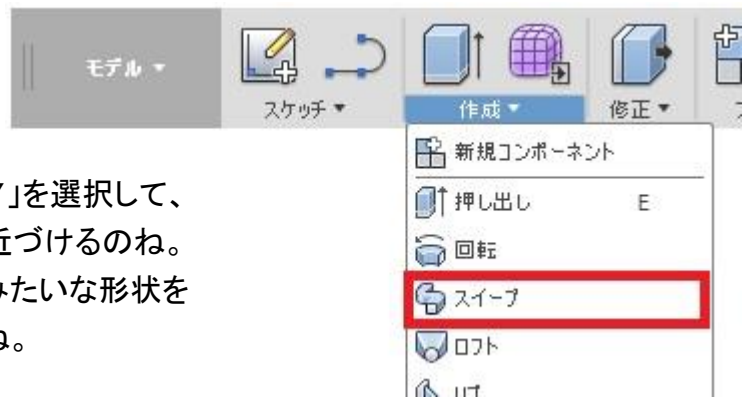 モデル ▾
スケッチ ▾
作成 ▾
修正 ▾
新規コンポーネント
押し出し E
回転
スイープ
ロフト
」を選択して、
近づけるのね。
みたいな形状を
ね。